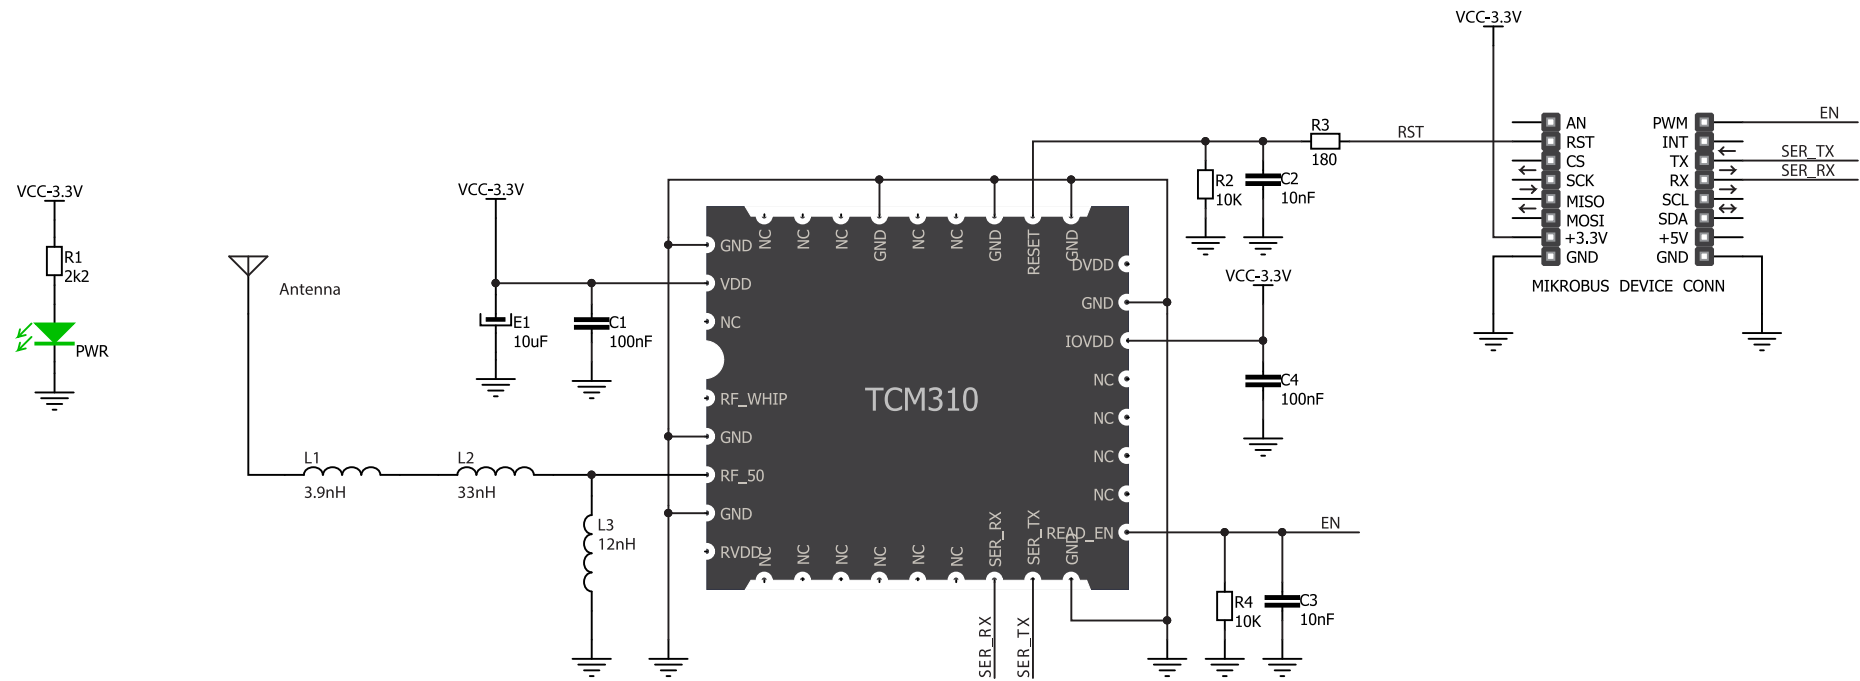 VCC-3.3V
R1
2k2
PWR
Antenna
L1
3.9nH
L2
33nH
L3
12nH
VCC-3.3V
E1
10uF
C1
100nF
TCM310
GND
VDD
NC
RF_WHIP
GND
RF_50
GND
RVDD
NC
NC
NC
GND
NC
NC
GND
RESET
GND
DVDD
GND
IOVDD
NC
NC
NC
NC
READ_EN
NC
NC
NC
NC
NC
NC
SER_RX
SER_TX
GND
SER_RX
SER_TX
R2
10K
C2
10nF
R3
180
RST
VCC-3.3V
C4
100nF
EN
R4
10K
C3
10nF
VCC-3.3V
AN
RST
CS
SCK
MISO
MOSI
+3.3V
GND
PWM
INT
TX
RX
SCL
SDA
+5V
GND
EN
SER_TX
SER_RX
MIKROBUS DEVICE CONN